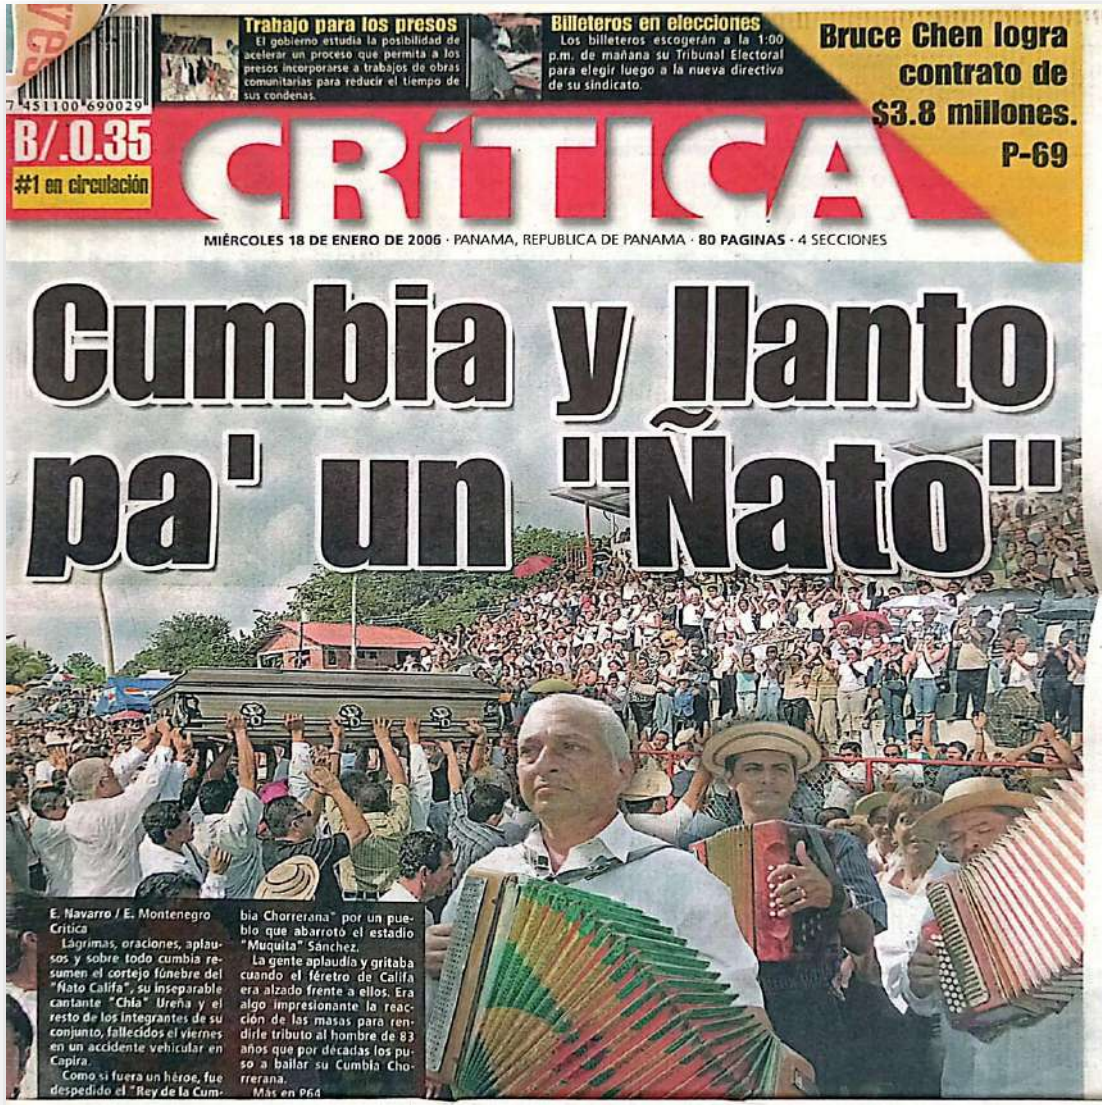 Trabajo para los presos
El gobierno estudia la posibilidad de
acelerar un proceso que permita a los
presos incorporarse a trabajos de obras
comunitarias para reducir el tiempo de
sus condenas.
Billeteros en elecciones
Los billeteros escogerán a la 1:00
p.m. de mañana su Tribunal Electoral
para elegir luego a la nueva directiva
de su sindicato.
Bruce Chen logra
contrato de
$3.8 millones.
P-69
7 451100 690029
B/.0.35
#1 en circulación
CRíTICA
MIÉRCOLES 18 DE ENERO DE 2006 · PANAMA, REPUBLICA DE PANAMA · 80 PAGINAS · 4 SECCIONES
Cumbia y llanto
pa' un "Ñato"
E. Navarro / E. Montenegro
Crítica
Lágrimas, oraciones, aplau-
sos y sobre todo cumbia re-
sumen el cortejo fúnebre del
"Ñato Califa", su inseparable
cantante "Chía" Ureña y el
resto de los integrantes de su
conjunto, fallecidos el viernes
en un accidente vehicular en
Capira.
Como si fuera un héroe, fue
despedido el "Rey de la Cum-
bia Chorrerana" por un pue-
blo que abarrotó el estadio
"Muquita" Sánchez.
La gente aplaudía y gritaba
cuando el féretro de Califa
era alzado frente a ellos. Era
algo impresionante la reac-
ción de las masas para ren-
dirle tributo al hombre de 83
años que por décadas los pu-
so a bailar su Cumbia Cho-
rrerana.
Más en P64